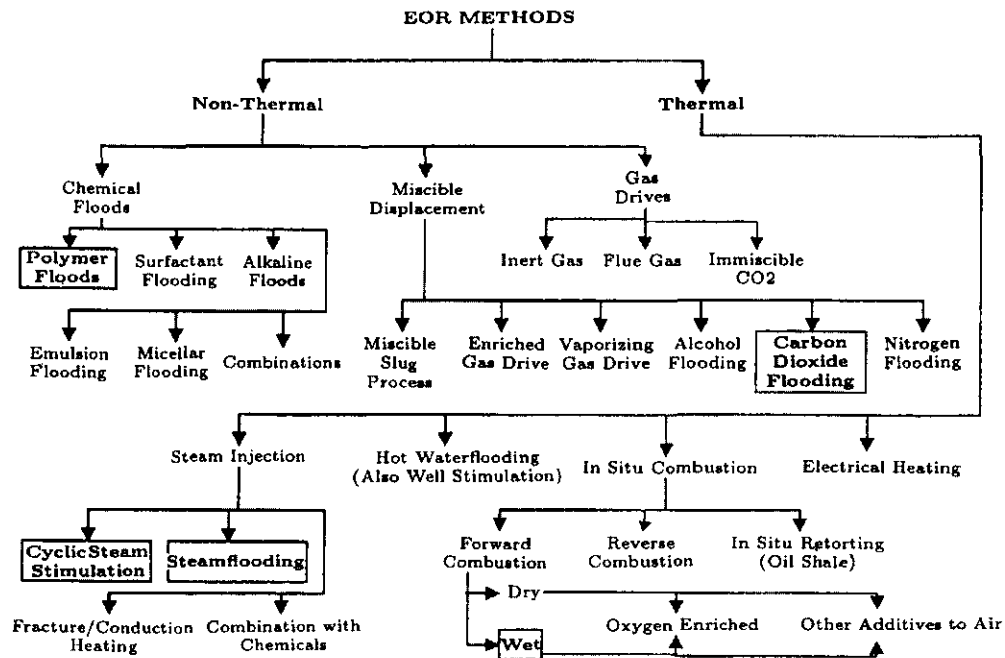 EOR METHODS
Non-Thermal
Thermal
Chemical
Floods
Miscible
Displacement
Gas
Drives
Polymer
Floods
Surfactant
Flooding
Alkaline
Floods
Inert Gas
Flue Gas
Immiscible
CO2
Emulsion
Flooding
Micellar
Flooding
Combinations
Miscible
Slug
Process
Enriched
Gas Drive
Vaporizing
Gas Drive
Alcohol
Flooding
Carbon
Dioxide
Flooding
Nitrogen
Flooding
Steam Injection
Hot Waterflooding
(Also Well Stimulation)
In Situ Combustion
Electrical Heating
Cyclic Steam
Stimulation
Steamflooding
Forward
Combustion
Reverse
Combustion
In Situ Retorting
(Oil Shale)
Dry
Fracture/Conduction
Heating
Combination with
Chemicals
Oxygen Enriched
Other Additives to Air
Wet